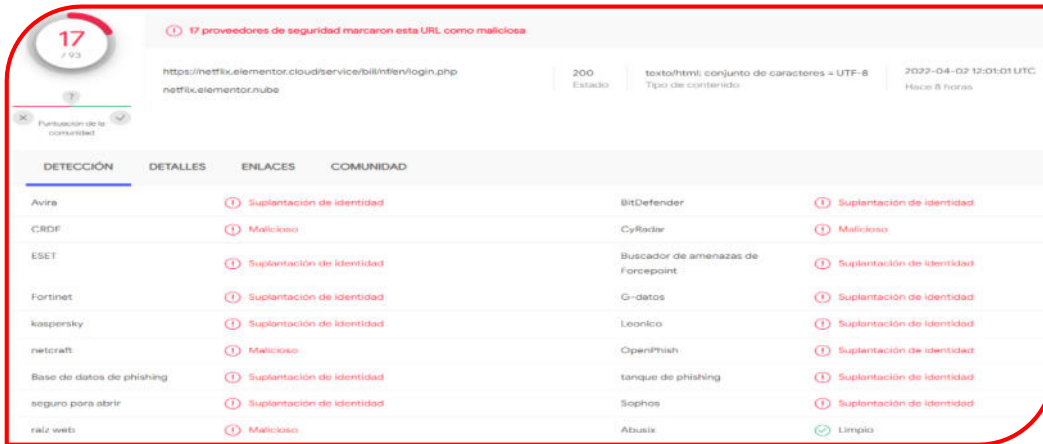 17
/ 93
17 proveedores de seguridad marcaron esta URL como maliciosa
https://netflix.elementor.cloud/service/bill/nf/en/login.php
netflix.elementor.nube
200
Estado
texto/html; conjunto de caracteres = UTF-8
Tipo de contenido
2022-04-02 12:01:01 UTC
Hace 8 horas
?
Puntuación de la
comunidad
DETECCIÓN DETALLES ENLACES COMUNIDAD
Avira Suplantación de identidad BitDefender Suplantación de identidad
CRDF Malicioso CyRadar Malicioso
ESET Suplantación de identidad Buscador de amenazas de
Forcepoint Suplantación de identidad
Fortinet Suplantación de identidad G-datos Suplantación de identidad
kaspersky Suplantación de identidad Leonico Suplantación de identidad
netcraft Malicioso OpenPhish Suplantación de identidad
Base de datos de phishing Suplantación de identidad tanque de phishing Suplantación de identidad
seguro para abrir Suplantación de identidad Sophos Suplantación de identidad
raíz web Malicioso Abusix Limpio